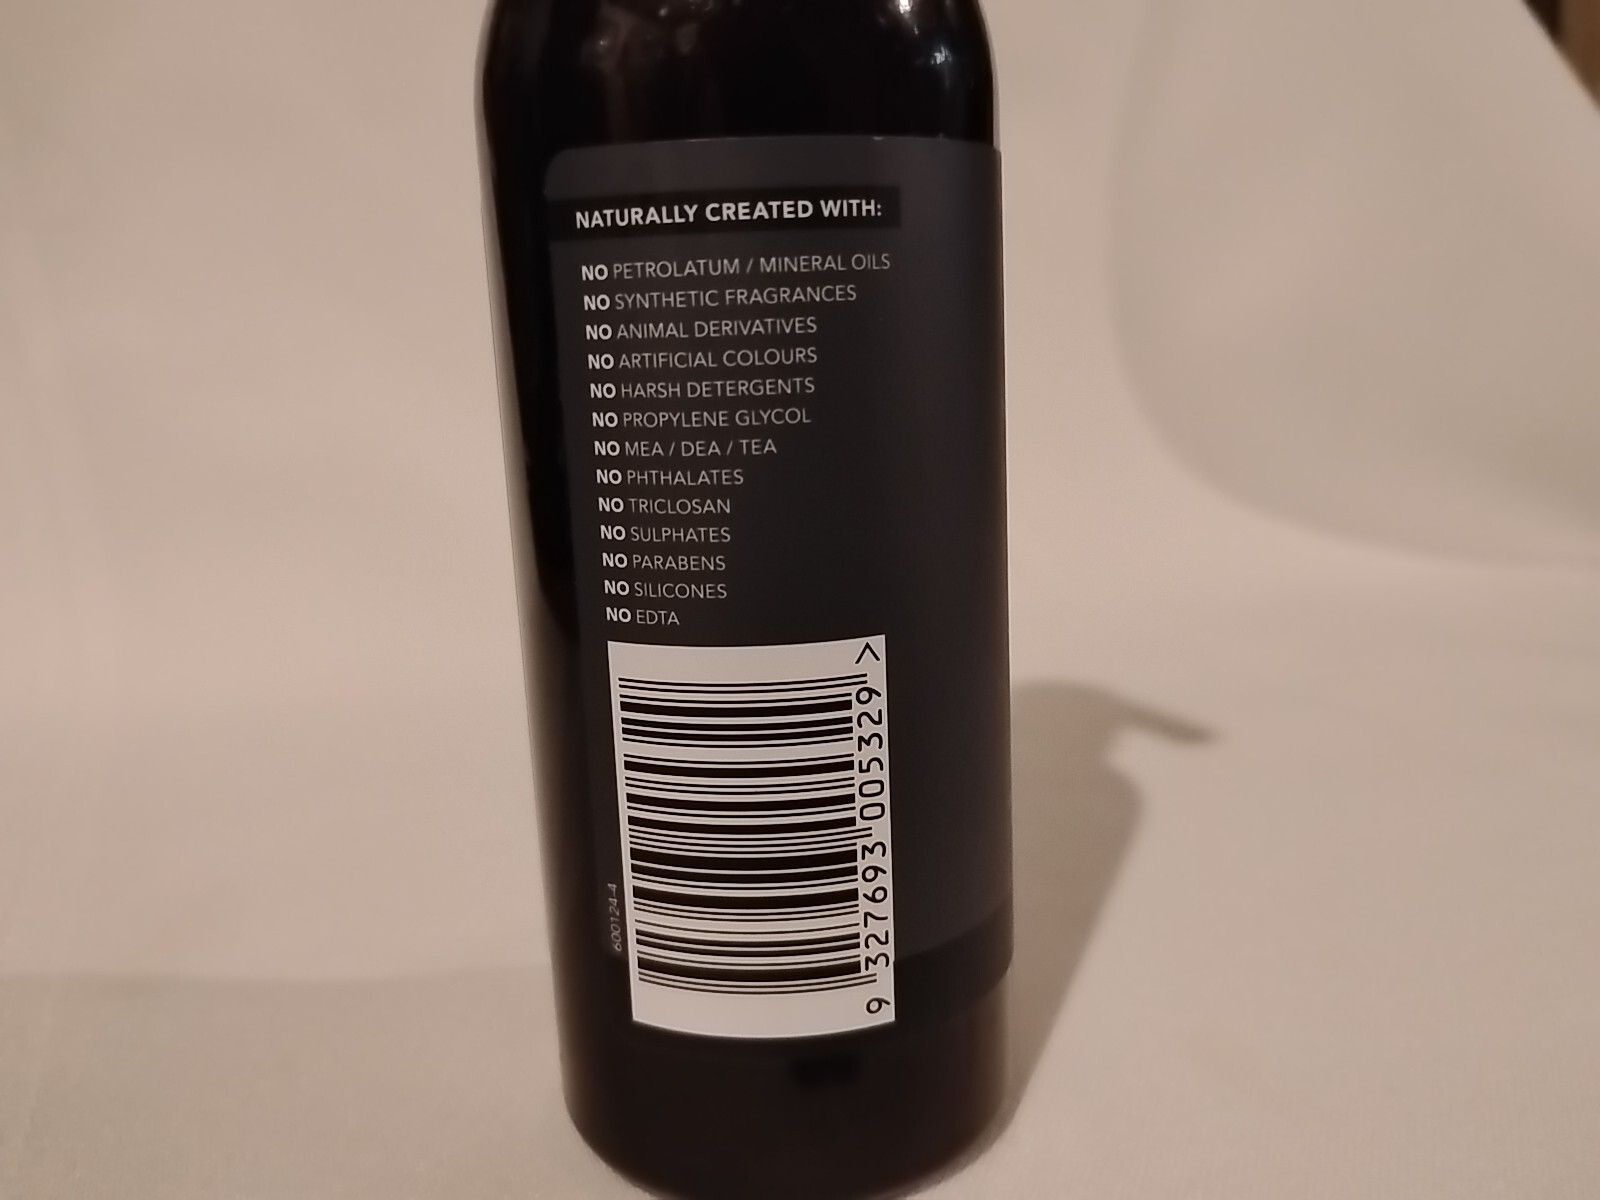 NATURALLY CREATED WITH:
NO PETROLATUM / MINERAL OILS
NO SYNTHETIC FRAGRANCES
NO ANIMAL DERIVATIVES
NO ARTIFICIAL COLOURS
NO HARSH DETERGENTS
NO PROPYLENE GLYCOL
NO MEA / DEA / TEA
NO PHTHALATES
NO TRICLOSAN
NO SULPHATES
NO PARABENS
NO SILICONES
NO EDTA
600124-4
9 327693 005329 >